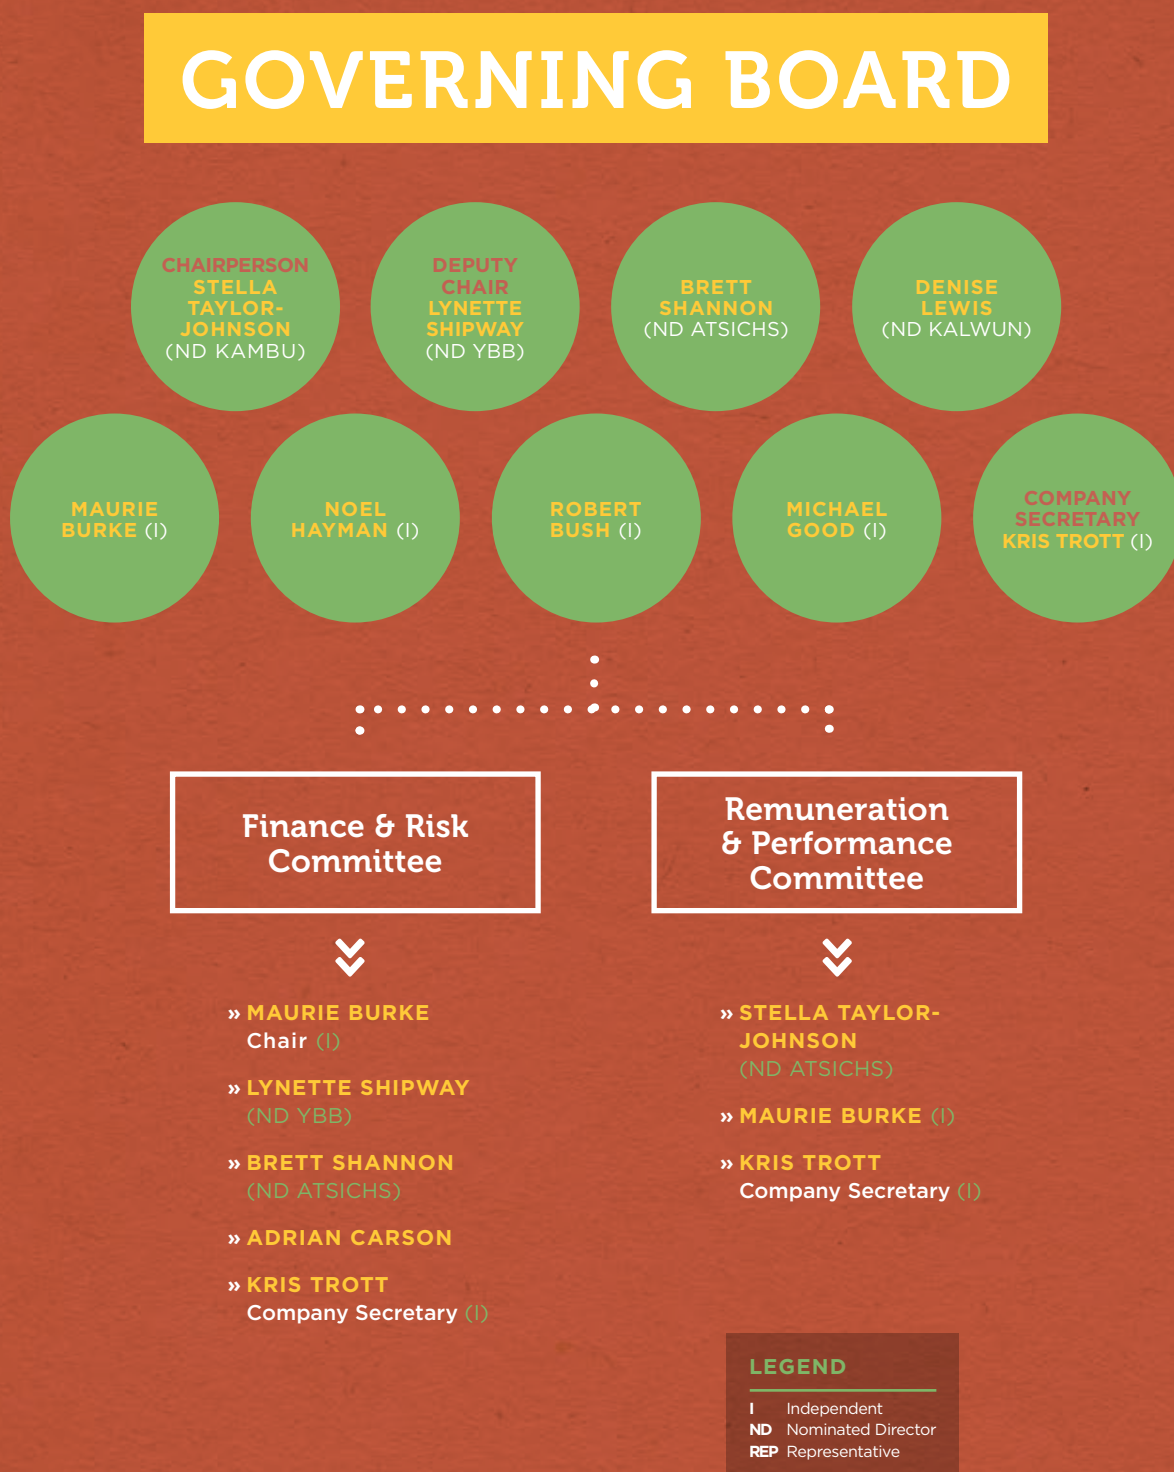 GOVERNING BOARD
CHAIRPERSON
STELLA
TAYLOR-
JOHNSON
(ND KAMBU)
DEPUTY
CHAIR
LYNETTE
SHIPWAY
(ND YBB)
BRETT
SHANNON
(ND ATSICHS)
DENISE
LEWIS
(ND KALWUN)
MAURIE
BURKE (I)
NOEL
HAYMAN (I)
ROBERT
BUSH (I)
MICHAEL
GOOD (I)
COMPANY
SECRETARY
KRIS TROTT (I)
Finance & Risk
Committee
» MAURIE BURKE
Chair (I)
» LYNETTE SHIPWAY
(ND YBB)
» BRETT SHANNON
(ND ATSICHS)
» ADRIAN CARSON
» KRIS TROTT
Company Secretary (I)
Remuneration
& Performance
Committee
» STELLA TAYLOR-
JOHNSON
(ND ATSICHS)
» MAURIE BURKE (I)
» KRIS TROTT
Company Secretary (I)
LEGEND
I Independent
ND Nominated Director
REP Representative